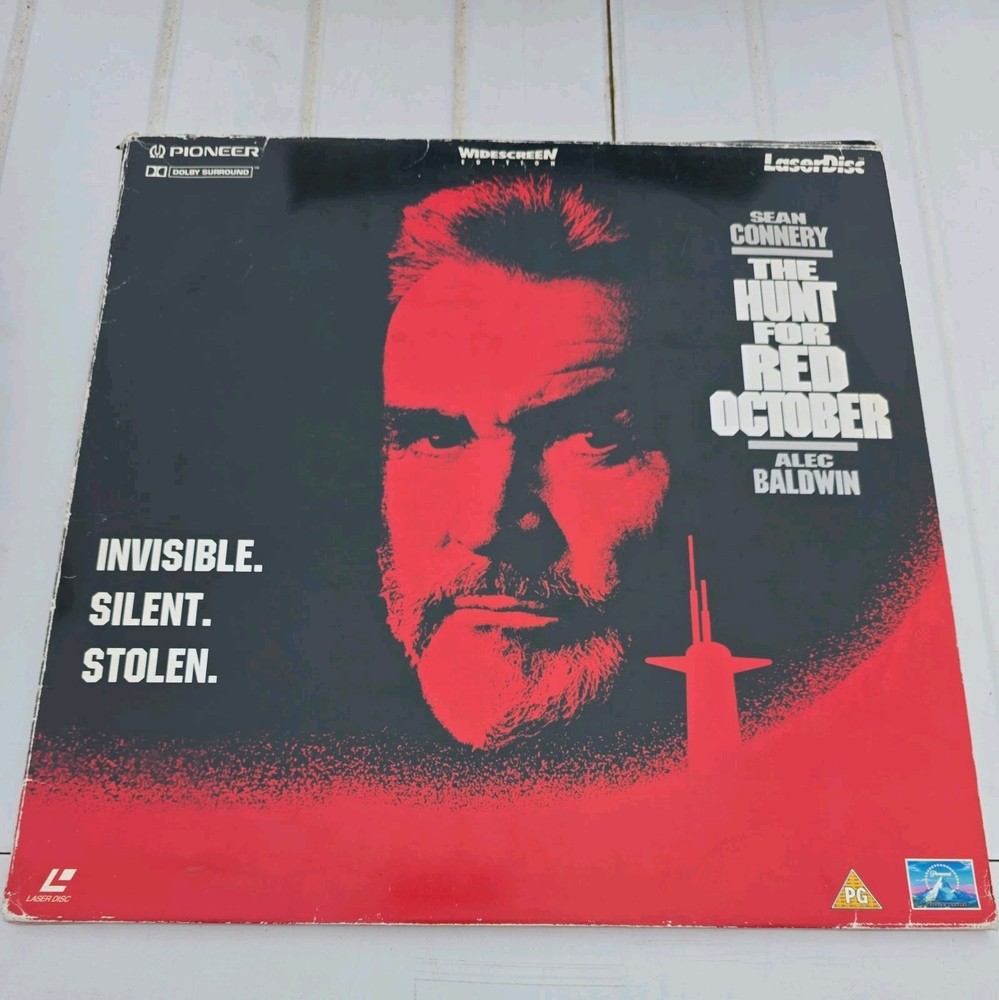 PIONEER
DOLBY SURROUND
WIDESCREEN
EDITION
LaserDisc
SEAN
CONNERY
THE
HUNT
FOR
RED
OCTOBER
ALEC
BALDWIN
INVISIBLE.
SILENT.
STOLEN.
LASER DISC
PG
Paramount